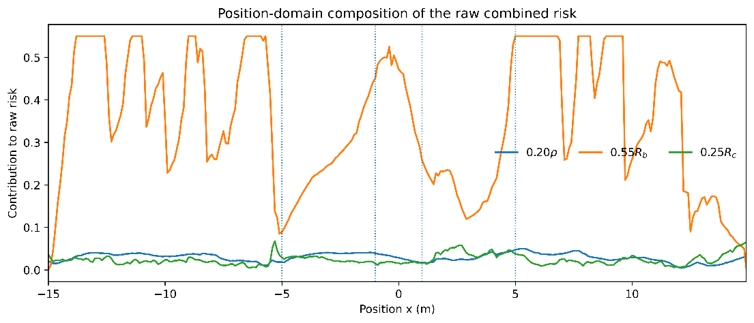 Position-domain composition of the raw combined risk
Contribution to raw risk
0.5
0.4
0.3
0.2
0.1
0.0
0.20ρ 0.55R_b 0.25R_c
−15 −10 −5 0 5 10
Position x (m)